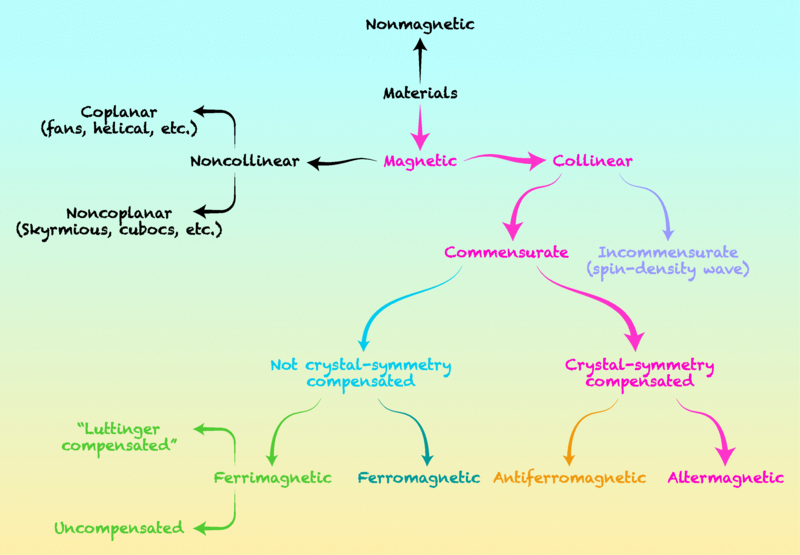 Nonmagnetic
Materials
Coplanar
(fans, helical, etc.)
Noncollinear
Magnetic
Collinear
Noncoplanar
(Skyrmious, cubocs, etc.)
Commensurate
Incommensurate
(spin-density wave)
Not crystal-symmetry
compensated
Crystal-symmetry
compensated
“Luttinger
compensated”
Ferrimagnetic
Ferromagnetic
Antiferromagnetic
Altermagnetic
Uncompensated